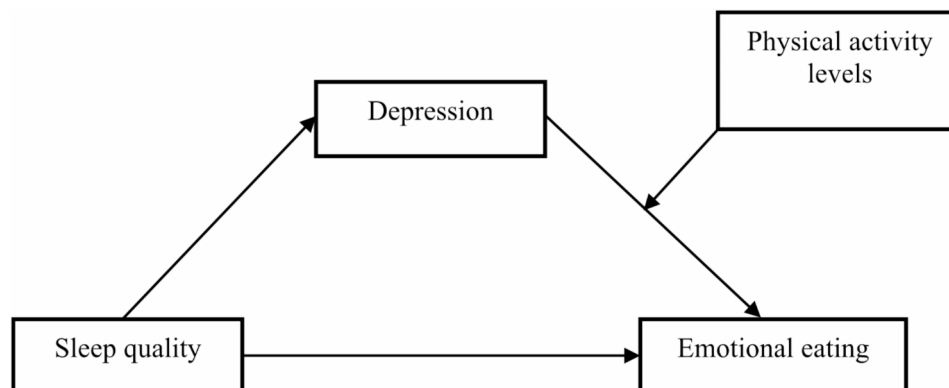 Physical activity
levels
Depression
Sleep quality
Emotional eating